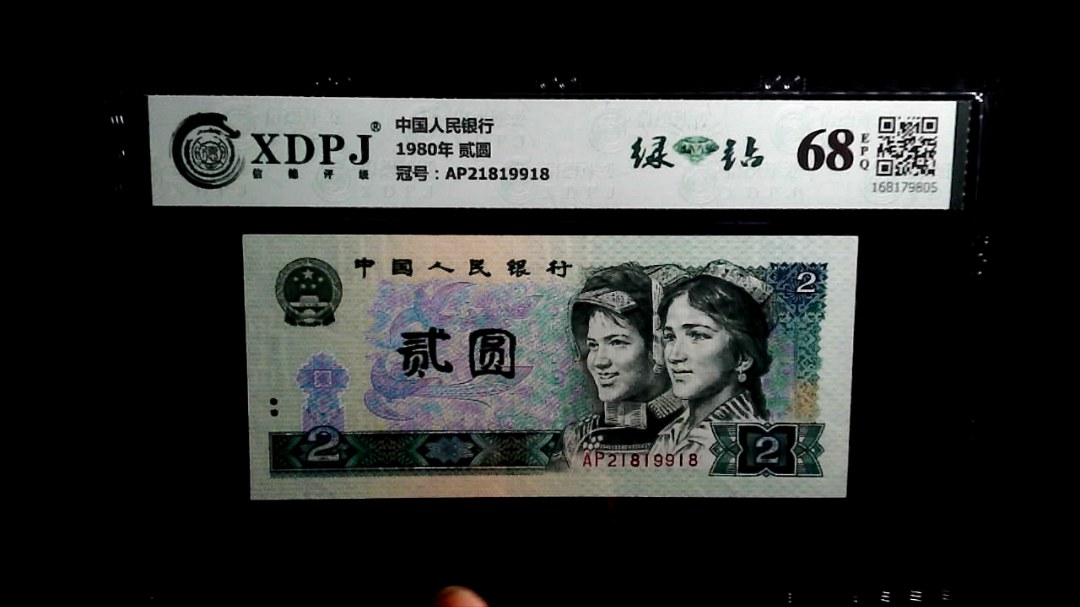 XDPJ®
信德评级
中国人民银行
1980年 贰圆
冠号：AP21819918
绿钻
68
EPQ
168179805
中国人民银行
2
贰圆
2
AP21819918
2